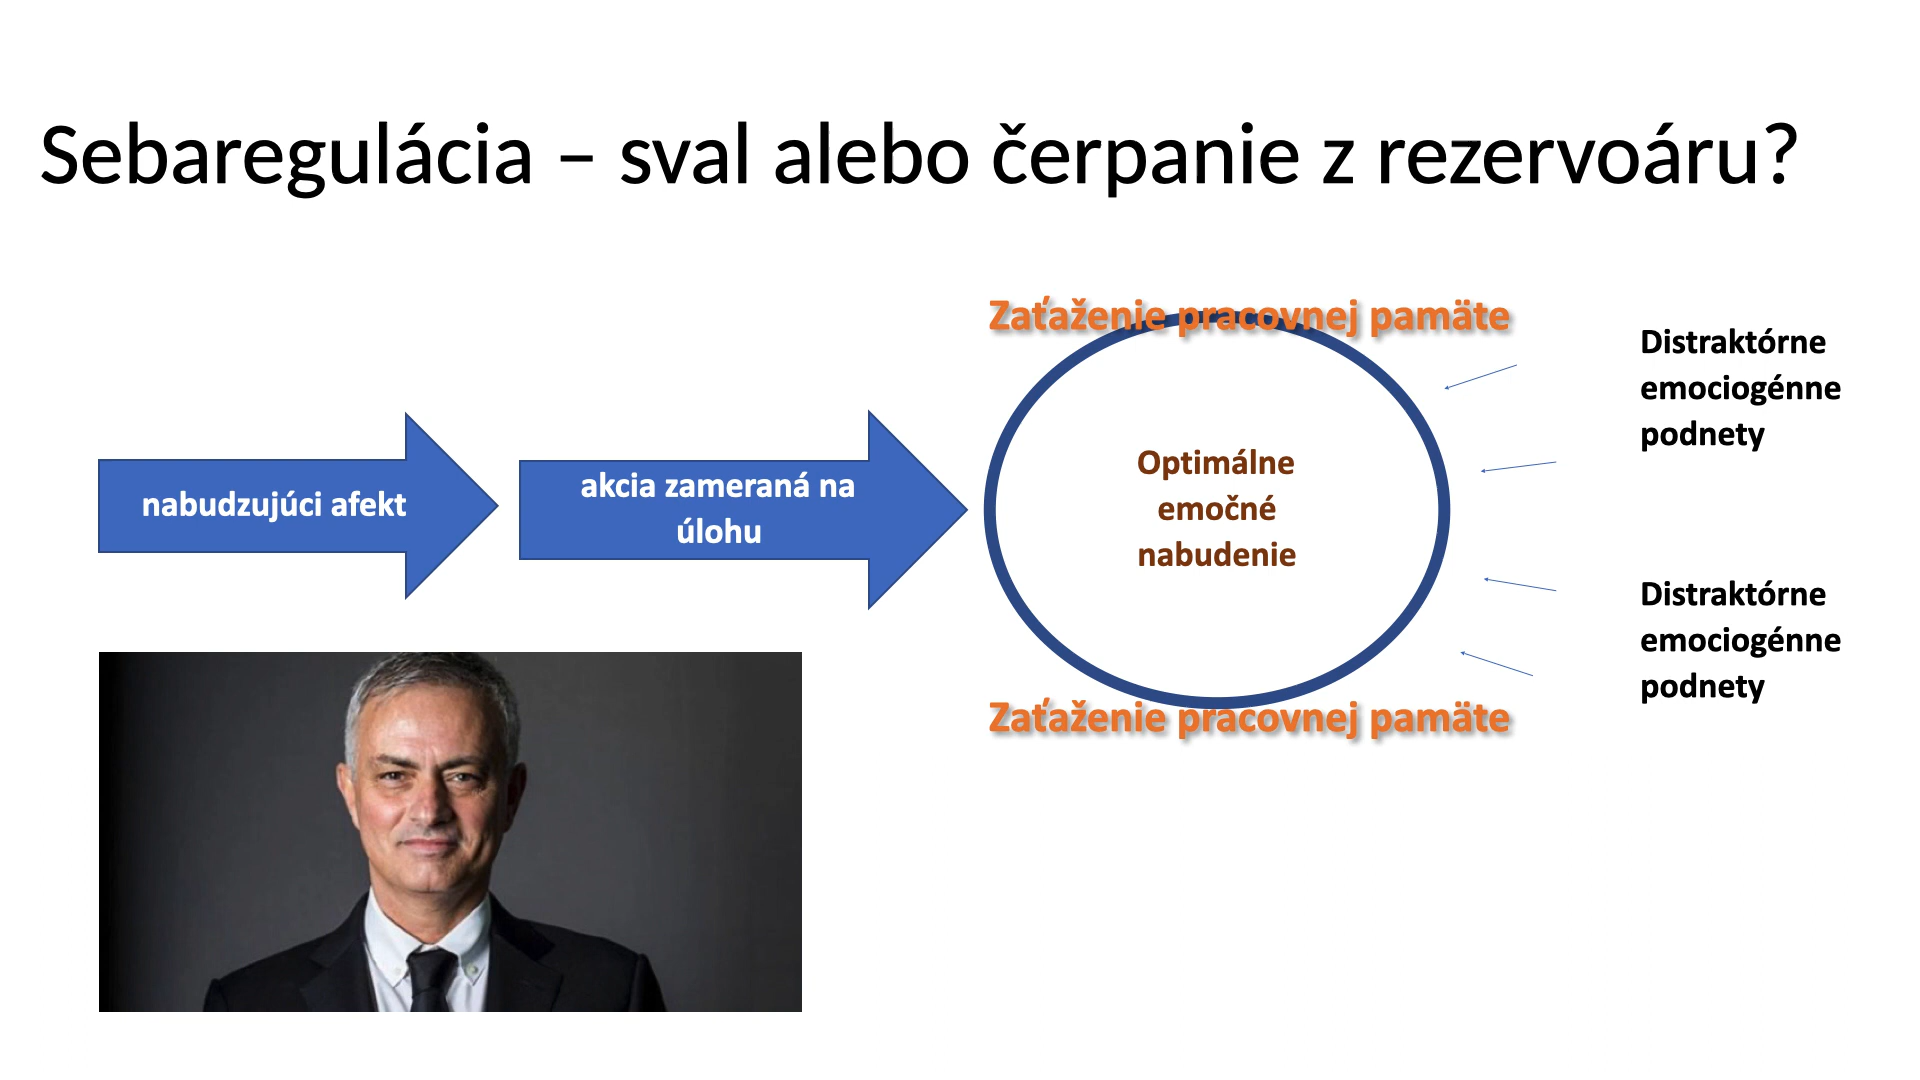 Sebaregulácia – sval alebo čerpanie z rezervoáru?
nabudzujúci afekt
akcia zameraná na
úlohu
Zaťaženie pracovnej pamäte
Optimálne
emočné
nabudenie
Zaťaženie pracovnej pamäte
Distraktórne
emociogénne
podnety
Distraktórne
emociogénne
podnety